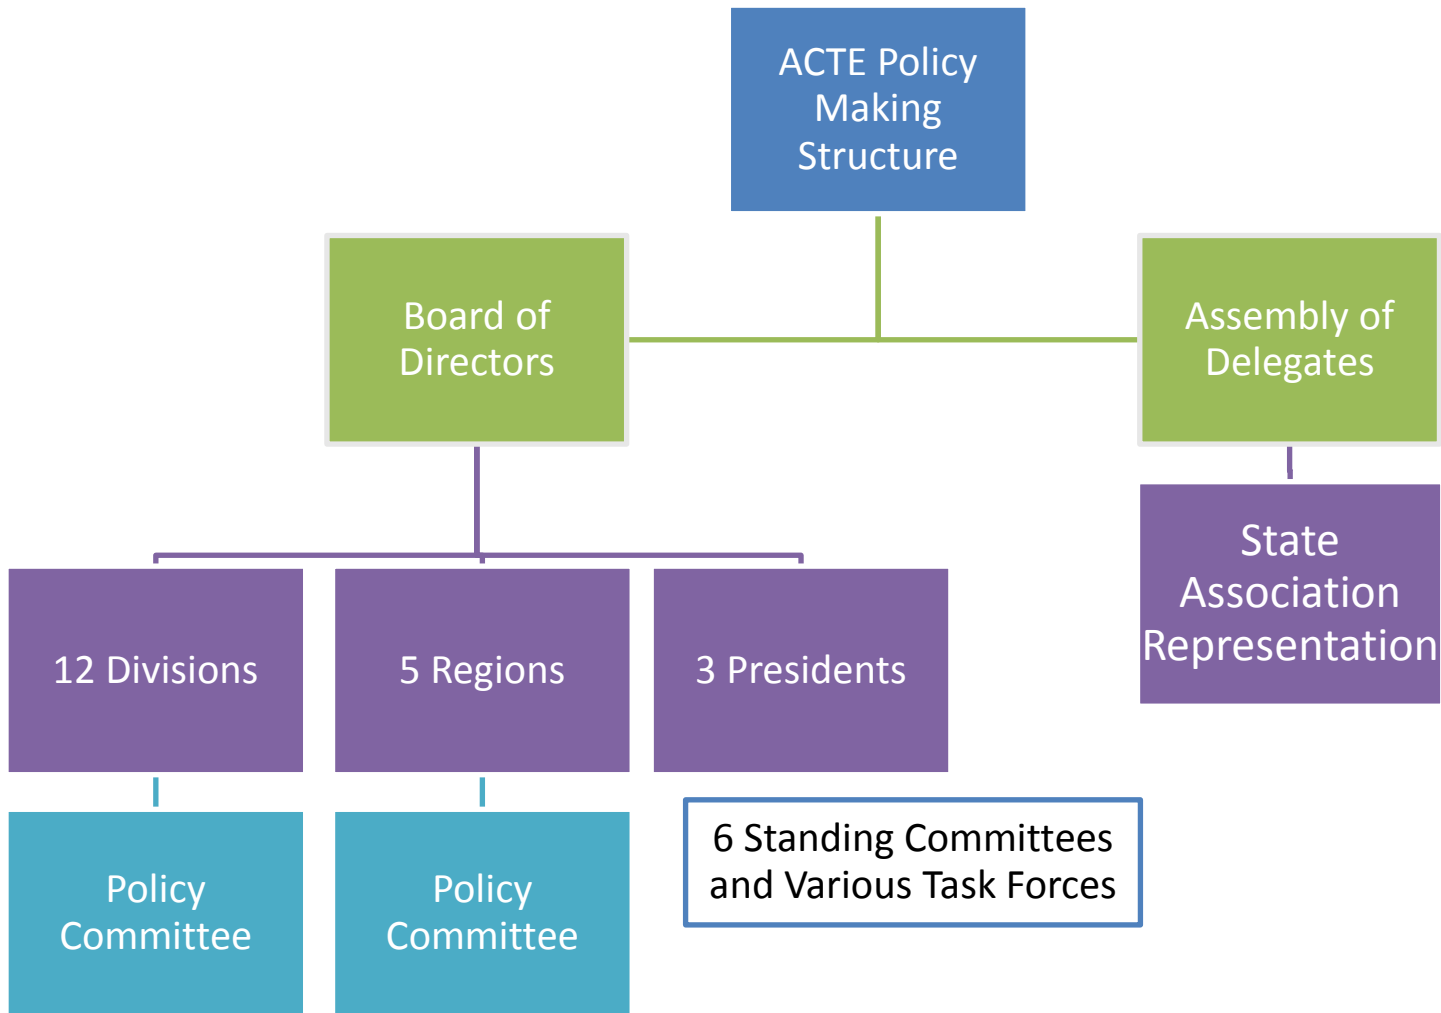 ACTE Policy
Making
Structure
Board of
Directors
Assembly of
Delegates
12 Divisions
5 Regions
3 Presidents
State
Association
Representation
Policy
Committee
Policy
Committee
6 Standing Committees
and Various Task Forces